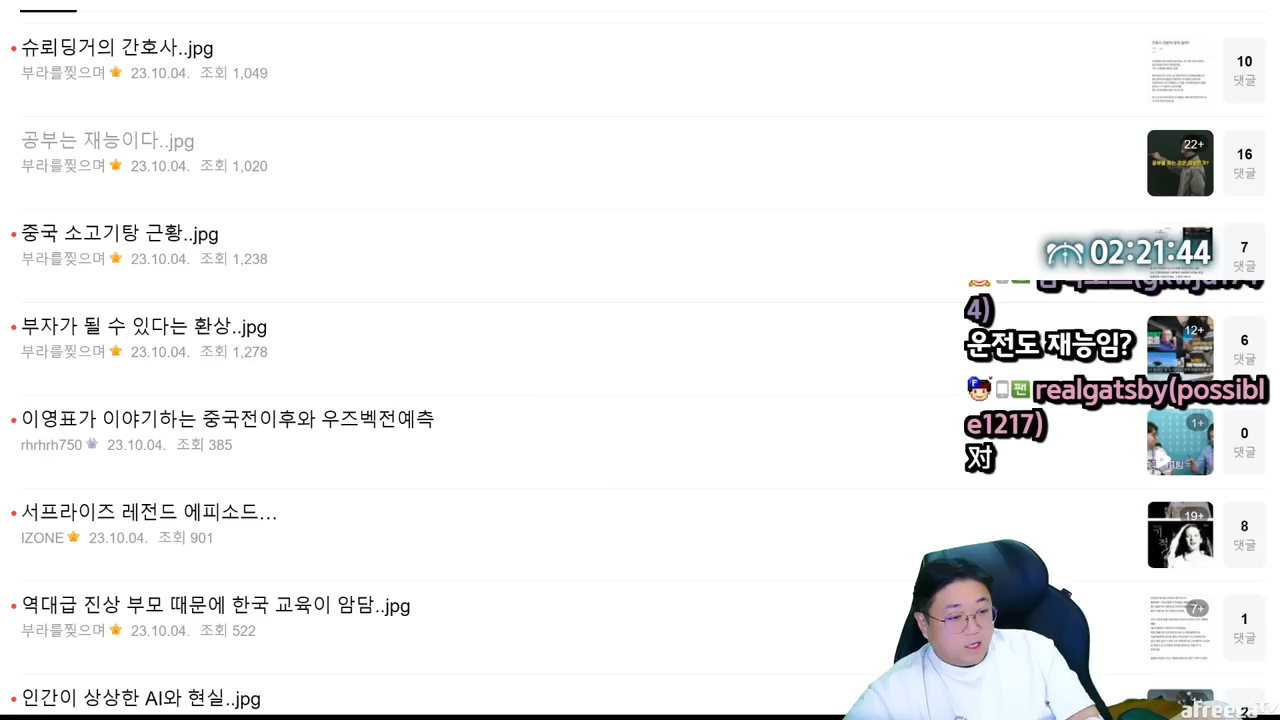 슈뢰딩거의 간호사..jpg
부라를찢으며 23.10.04. 조회 1,049
10
댓글
공부는 재능이다..jpg
부라를찢으며 23.10.04. 조회 1,020
22+
16
댓글
중국 소고기탕 근황..jpg
부라를찢으며 23.10.04. 조회 1,238
02:21:44
7
댓글
4)
운전도 재능임?
부자가 될 수 있다는 환상..jpg
부라를찢으며 23.10.04. 조회 1,278
12+
6
댓글
팬 realgatsby(possibl
e1217)
对
이영표가 이야기하는 중국전이후와 우즈벡전예측
rhrhrh750 23.10.04. 조회 385
1+
0
댓글
서프라이즈 레전드 에피소드...
IZONE 23.10.04. 조회 901
19+
8
댓글
역대급 진상 부모 때문에 한국 교육이 암담..jpg
부라를찢으며 23.10.04. 조회 522
7+
댓글
인간이 상상한 AI와 현실..jpg
afreecaTV